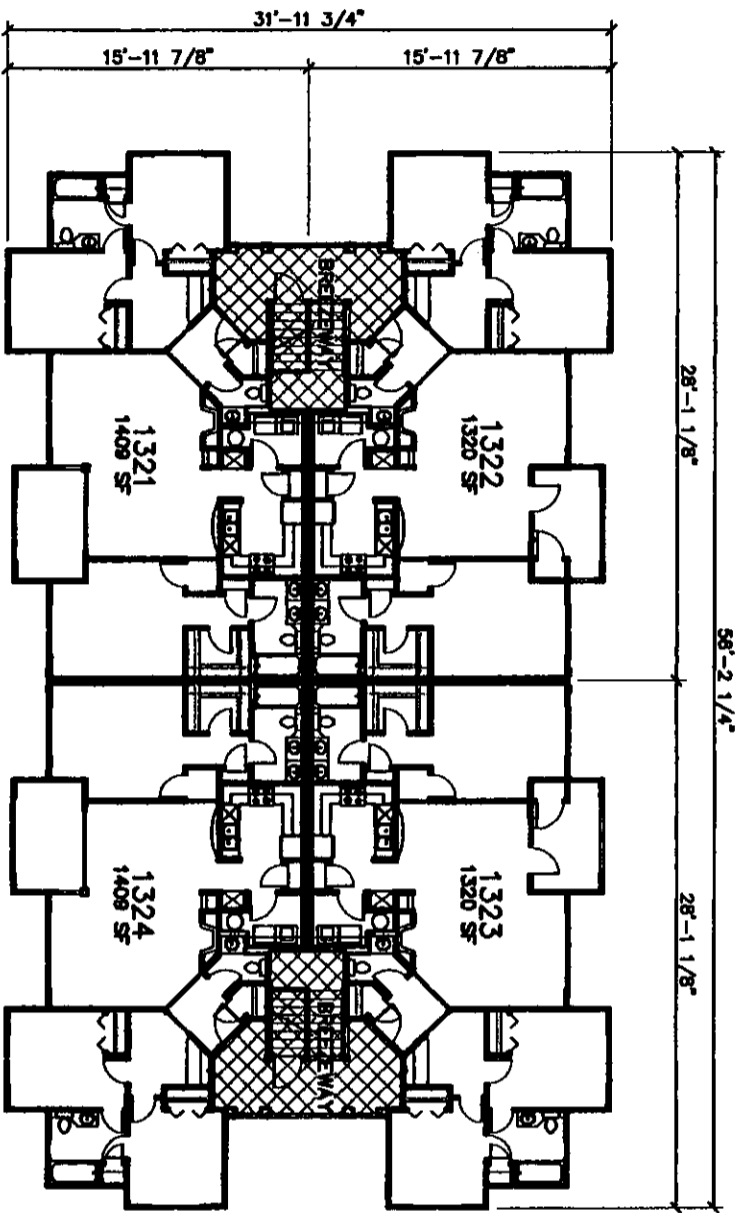 31'-11 3/4"
15'-11 7/8"
15'-11 7/8"
BREEZEWAY
28'-1 1/8"
1321
1409 SF
1322
1320 SF
56'-2 1/4"
1324
1409 SF
1323
1320 SF
28'-1 1/8"
BREEZEWAY